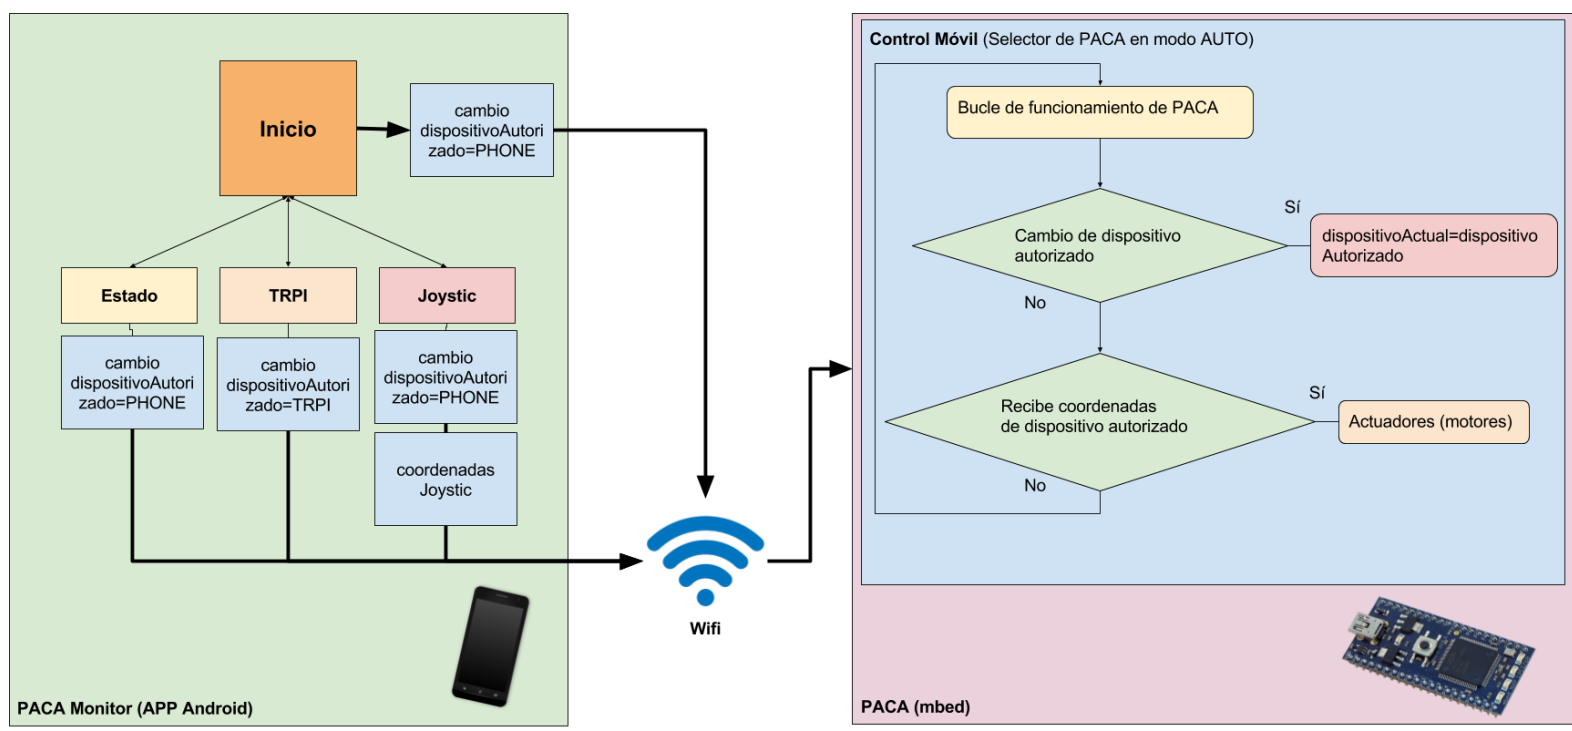 Inicio
cambio
dispositivoAutori
zado=PHONE
Estado
TRPI
Joystic
cambio
dispositivoAutori
zado=PHONE
cambio
dispositivoAutori
zado=TRPI
cambio
dispositivoAutori
zado=PHONE
coordenadas
Joystic
PACA Monitor (APP Android)
Wifi
Control Móvil (Selector de PACA en modo AUTO)
Bucle de funcionamiento de PACA
Cambio de dispositivo
autorizado
Sí
dispositivoActual=dispositivo
Autorizado
No
Recibe coordenadas
de dispositivo autorizado
Sí
Actuadores (motores)
No
PACA (mbed)